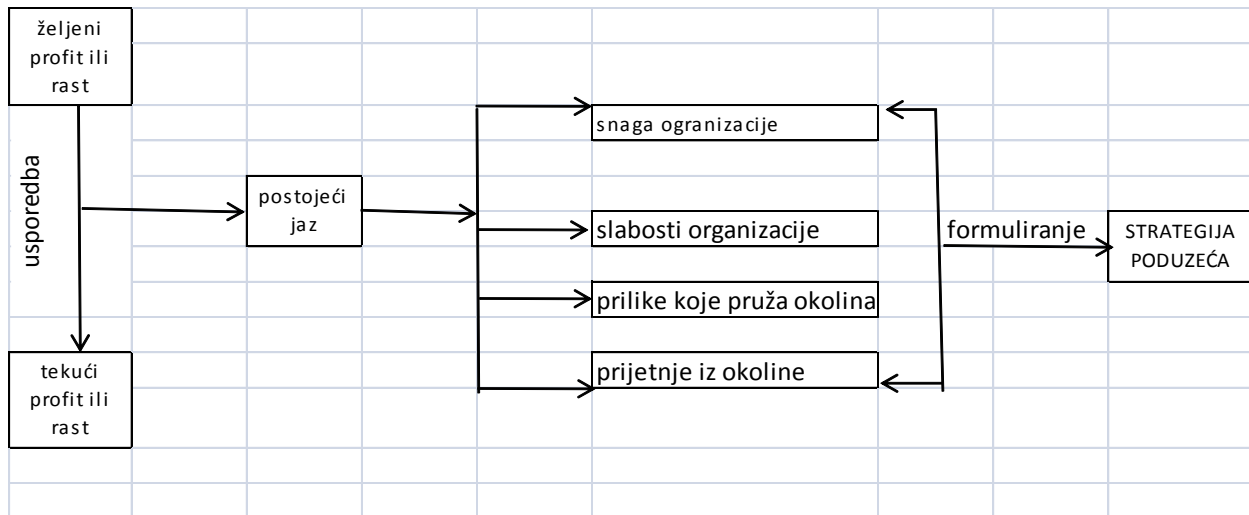 željeni
profit ili
rast
usporedba
postojeći
jaz
tekući
profit ili
rast
snaga ogranizacije
slabosti organizacije
prilike koje pruža okolina
prijetnje iz okoline
formuliranje
STRATEGIJA
PODUZEĆA